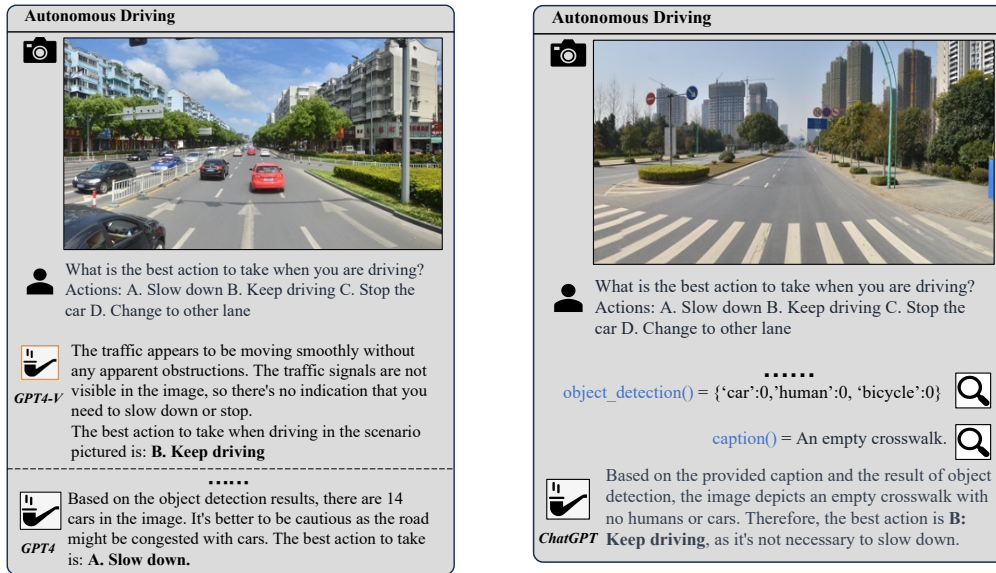 Autonomous Driving
What is the best action to take when you are driving?
Actions: A. Slow down B. Keep driving C. Stop the
car D. Change to other lane
The traffic appears to be moving smoothly without
any apparent obstructions. The traffic signals are not
visible in the image, so there's no indication that you
need to slow down or stop.
The best action to take when driving in the scenario
pictured is: B. Keep driving
GPT4-V
......
Based on the object detection results, there are 14
cars in the image. It's better to be cautious as the road
might be congested with cars. The best action to take
is: A. Slow down.
GPT4
Autonomous Driving
What is the best action to take when you are driving?
Actions: A. Slow down B. Keep driving C. Stop the
car D. Change to other lane
......
object_detection() = {‘car’:0,’human’:0, ‘bicycle’:0}
caption() = An empty crosswalk.
Based on the provided caption and the result of object
detection, the image depicts an empty crosswalk with
no humans or cars. Therefore, the best action is B:
Keep driving, as it's not necessary to slow down.
ChatGPT